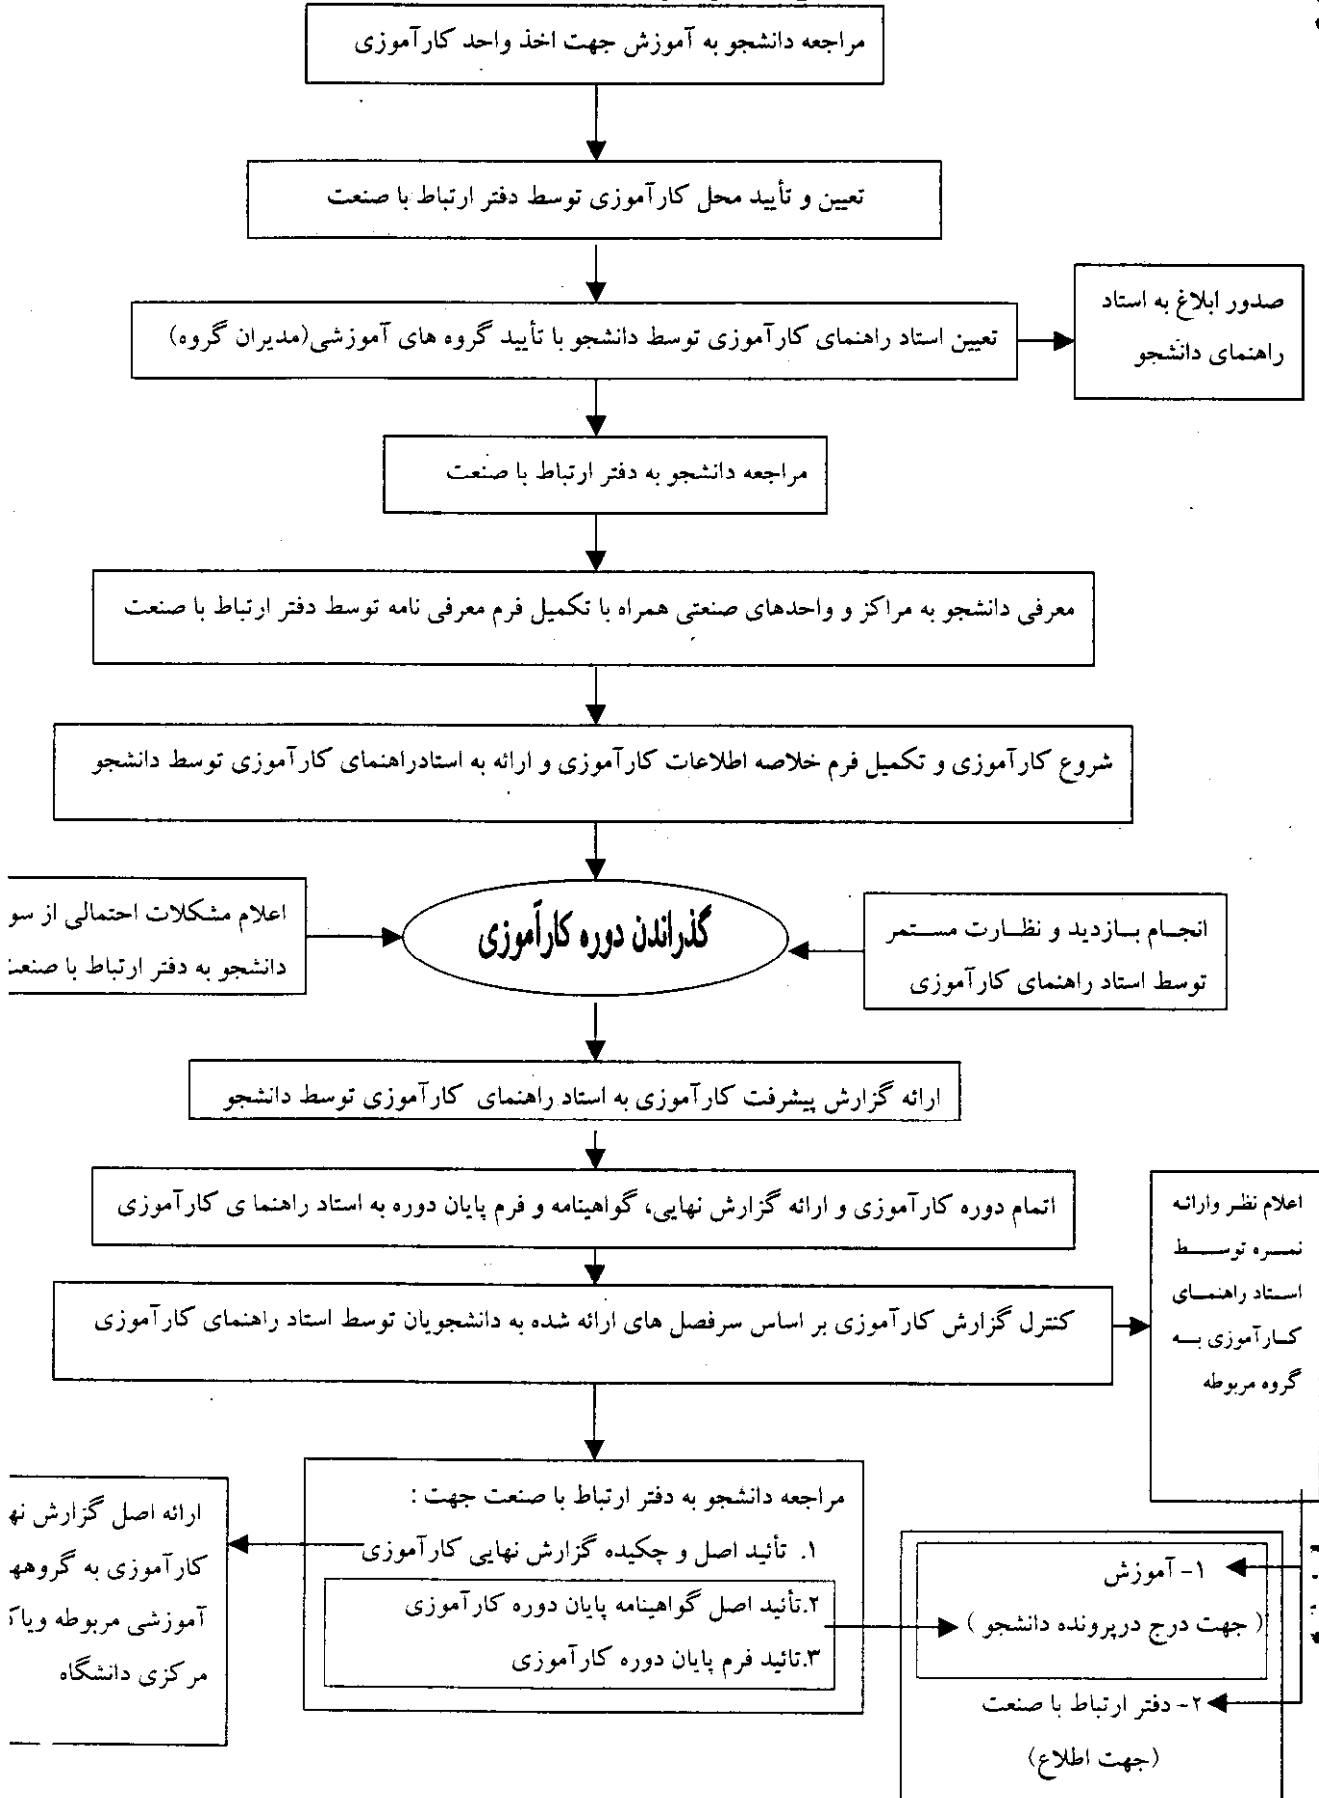 مراجعه دانشجو به آموزش جهت اخذ واحد کارآموزی
تعیین و تأیید محل کارآموزی توسط دفتر ارتباط با صنعت
تعیین استاد راهنمای کارآموزی توسط دانشجو با تأیید گروه های آموزشی(مدیران گروه)
صدور ابلاغ به استاد
راهنمای دانشجو
مراجعه دانشجو به دفتر ارتباط با صنعت
معرفی دانشجو به مراکز و واحدهای صنعتی همراه با تکمیل فرم معرفی نامه توسط دفتر ارتباط با صنعت
شروع کارآموزی و تکمیل فرم خلاصه اطلاعات کارآموزی و ارائه به استادراهنمای کارآموزی توسط دانشجو
انجام بازدید و نظارت مستمر
توسط استاد راهنمای کارآموزی
گذراندن دوره کارآموزی
اعلام مشکلات احتمالی از سو
دانشجو به دفتر ارتباط با صنعت
ارائه گزارش پیشرفت کارآموزی به استاد راهنمای کارآموزی توسط دانشجو
اتمام دوره کارآموزی و ارائه گزارش نهایی، گواهینامه و فرم پایان دوره به استاد راهنما ی کارآموزی
کنترل گزارش کارآموزی بر اساس سرفصل های ارائه شده به دانشجویان توسط استاد راهنمای کارآموزی
اعلام نظر وارائه
نمره توسط
استاد راهنمای
کارآموزی به
گروه مربوطه
مراجعه دانشجو به دفتر ارتباط با صنعت جهت :
۱. تأئید اصل و چکیده گزارش نهایی کارآموزی
۲.تأئید اصل گواهینامه پایان دوره کارآموزی
۳.تائید فرم پایان دوره کارآموزی
۱- آموزش
( جهت درج درپرونده دانشجو )
۲- دفتر ارتباط با صنعت
(جهت اطلاع)
ارائه اصل گزارش نه
کارآموزی به گروهه
آموزشی مربوطه ویا
مرکزی دانشگاه